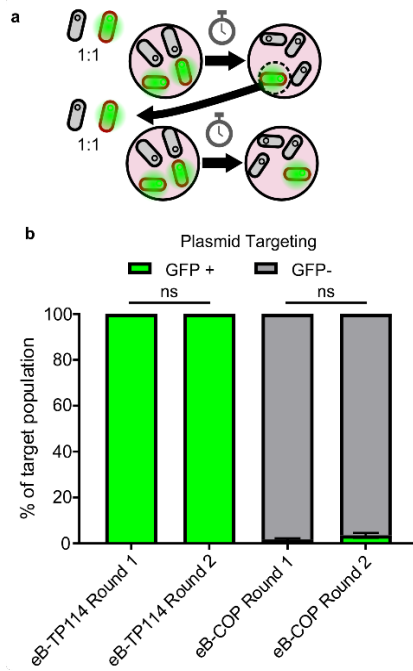 a
1:1
1:1
b
Plasmid Targeting
GFP + GFP-
ns ns
% of target population
100
80
60
40
20
0
eB-TP114 Round 1
eB-TP114 Round 2
eB-COP Round 1
eB-COP Round 2